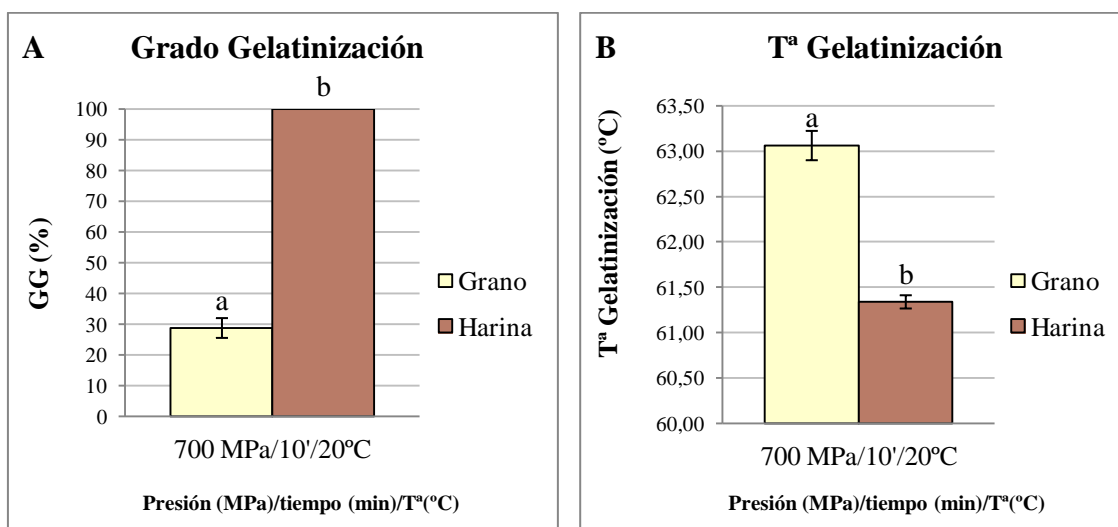 A
Grado Gelatinización
GG (%)
100
90
80
70
60
50
40
30
20
10
0
a
b
Grano
Harina
700 MPa/10'/20ºC
Presión (MPa)/tiempo (min)/Tª(ºC)
B
Tª Gelatinización
Tª Gelatinización (ºC)
63,50
63,00
62,50
62,00
61,50
61,00
60,50
60,00
a
b
Grano
Harina
700 MPa/10'/20ºC
Presión (MPa)/tiempo (min)/Tª(ºC)